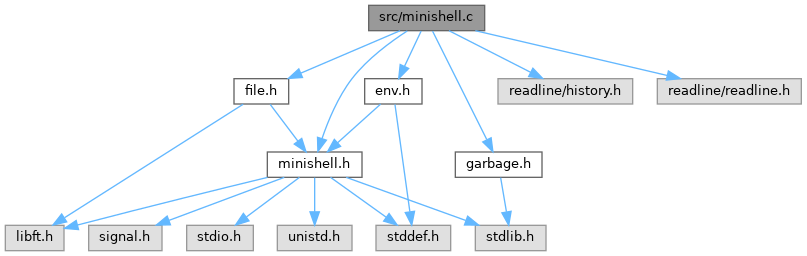 src/minishell.c
file.h
env.h
readline/history.h
readline/readline.h
minishell.h
garbage.h
libft.h
signal.h
stdio.h
unistd.h
stddef.h
stdlib.h